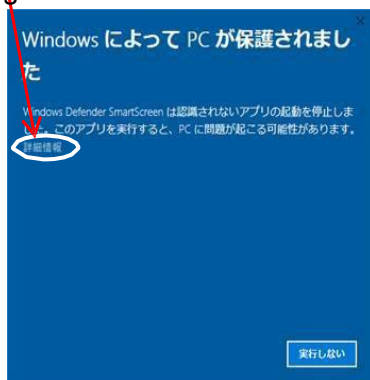 Windows によって PC が保護されまし
た
Windows Defender SmartScreen は認識されないアプリの起動を停止しま
した。このアプリを実行すると、PC に問題が起こる可能性があります。
詳細情報
実行しない